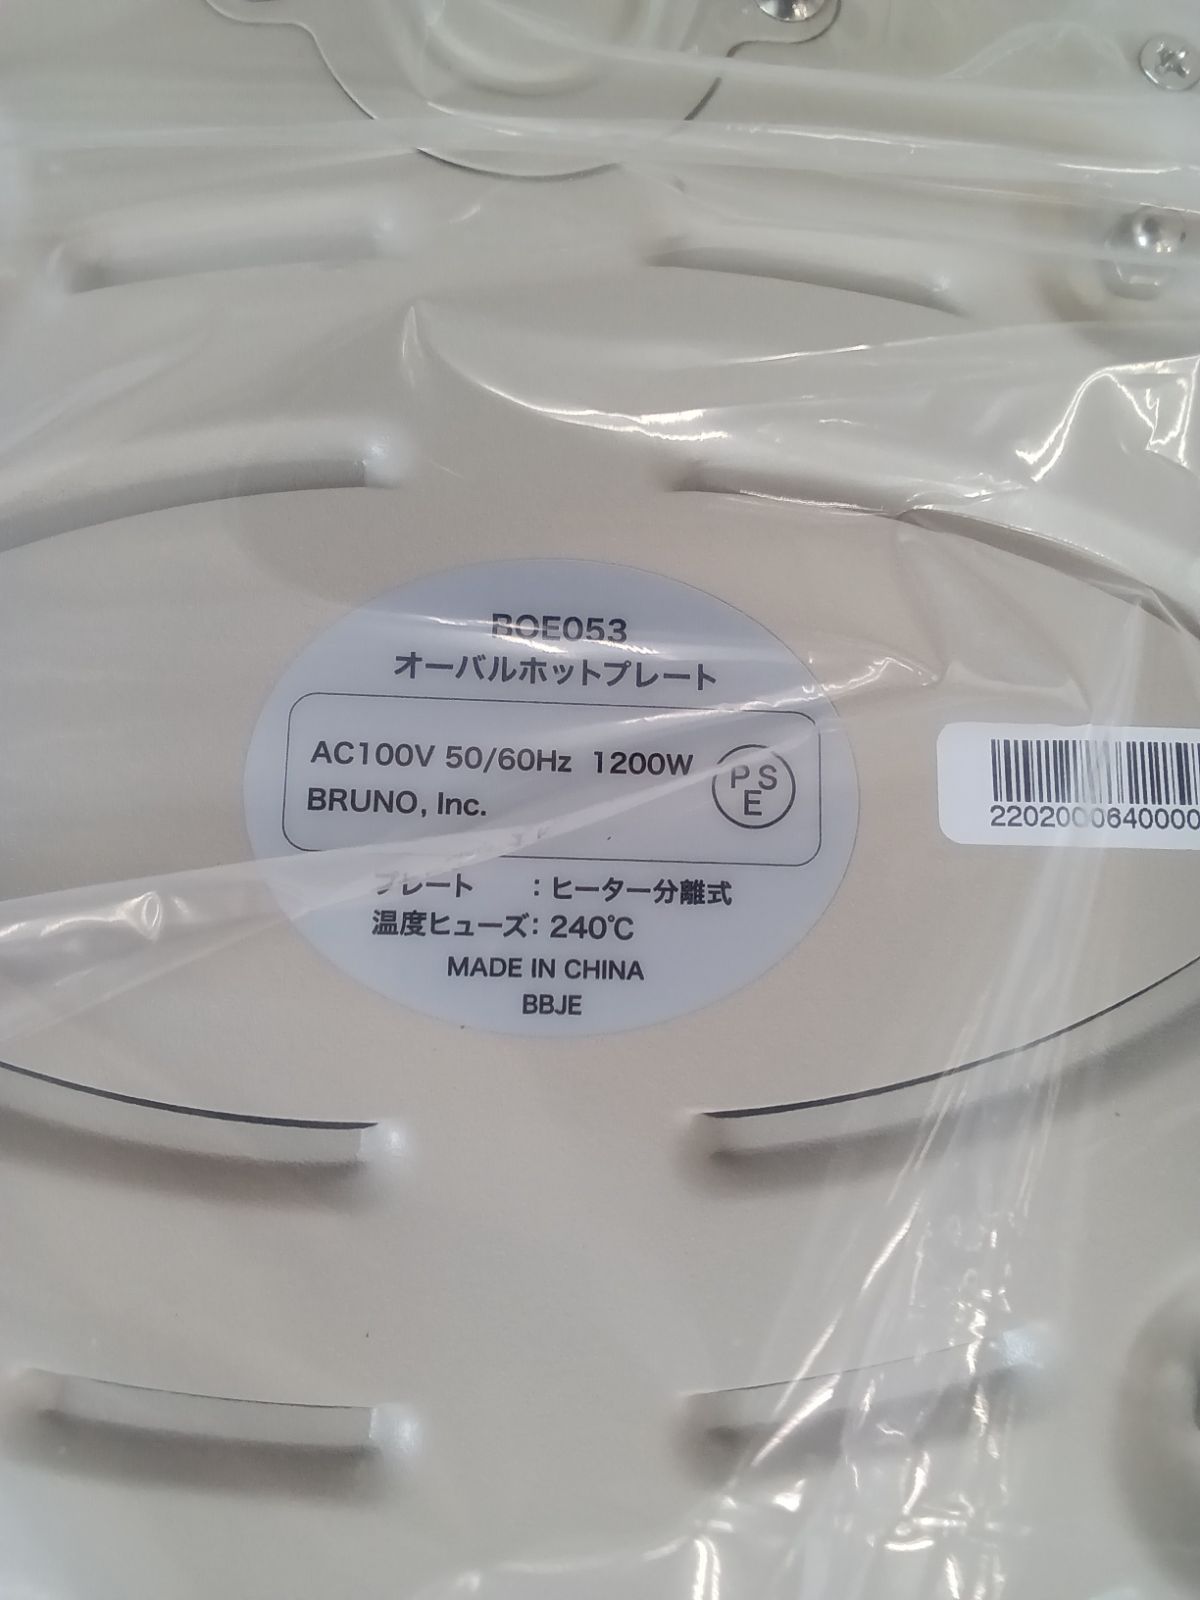 BOE053
オーバルホットプレート
AC100V 50/60Hz 1200W
BRUNO, Inc.
PSE
プレート : ヒーター分離式
温度ヒューズ: 240℃
MADE IN CHINA
BBJE
2202000640000